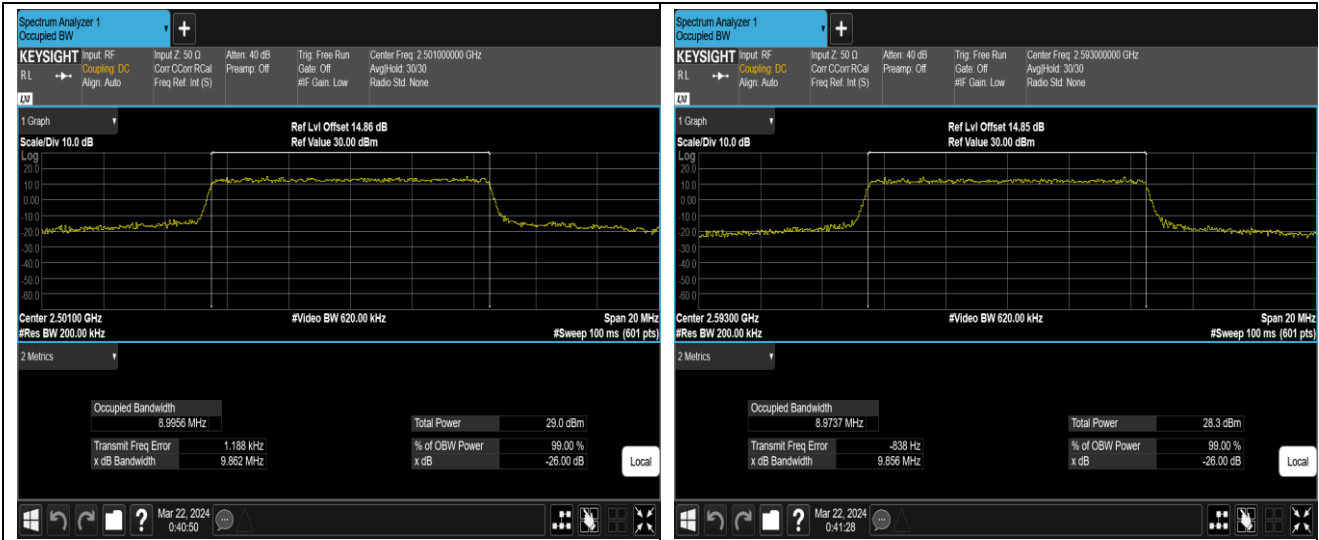 Spectrum Analyzer 1
Occupied BW
KEYSIGHT Input: RF Input Z: 50 Ω Atten: 40 dB Trig: Free Run Center Freq: 2.501000000 GHz
Coupling: DC Corr CCorr RCal Preamp: Off Gate: Off Avg|Hold: 30/30
RL Align: Auto Freq Ref: Int (S) #IF Gain: Low Radio Std: None
LXI
1 Graph
Ref Lvl Offset 14.86 dB
Scale/Div 10.0 dB Ref Value 30.00 dBm
Log
20.0
10.0
0.00
-10.0
-20.0
-30.0
-40.0
-50.0
-60.0
Center 2.50100 GHz #Video BW 620.00 kHz Span 20 MHz
#Res BW 200.00 kHz #Sweep 100 ms (601 pts)
2 Metrics
Occupied Bandwidth
8.9956 MHz Total Power 29.0 dBm
Transmit Freq Error 1.188 kHz % of OBW Power 99.00 %
x dB Bandwidth 9.862 MHz x dB -26.00 dB
Local
? Mar 22, 2024
0:40:50
Spectrum Analyzer 1
Occupied BW
KEYSIGHT Input: RF Input Z: 50 Ω Atten: 40 dB Trig: Free Run Center Freq: 2.593000000 GHz
Coupling: DC Corr CCorr RCal Preamp: Off Gate: Off Avg|Hold: 30/30
RL Align: Auto Freq Ref: Int (S) #IF Gain: Low Radio Std: None
LXI
1 Graph
Ref Lvl Offset 14.85 dB
Scale/Div 10.0 dB Ref Value 30.00 dBm
Log
20.0
10.0
0.00
-10.0
-20.0
-30.0
-40.0
-50.0
-60.0
Center 2.59300 GHz #Video BW 620.00 kHz Span 20 MHz
#Res BW 200.00 kHz #Sweep 100 ms (601 pts)
2 Metrics
Occupied Bandwidth
8.9737 MHz Total Power 28.3 dBm
Transmit Freq Error -838 Hz % of OBW Power 99.00 %
x dB Bandwidth 9.856 MHz x dB -26.00 dB
Local
? Mar 22, 2024
0:41:28